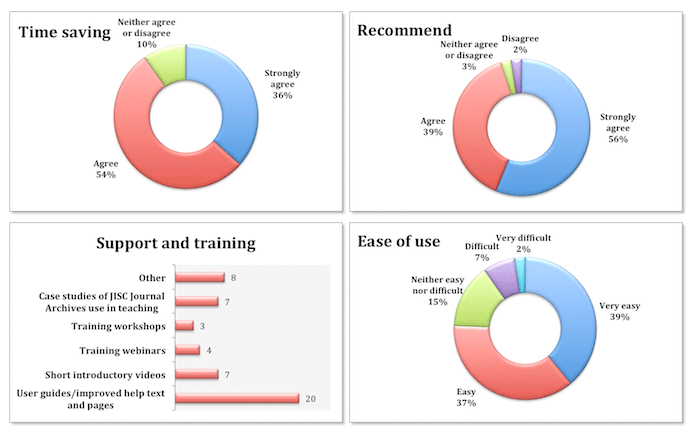 Time saving
Neither agree
or disagree
10%
Strongly
agree
36%
Agree
54%
Recommend
Neither agree
or disagree
3%
Disagree
2%
Agree
39%
Strongly
agree
56%
Support and training
Other 8
Case studies of JISC Journal
Archives use in teaching 7
Training workshops 3
Training webinars 4
Short introductory videos 7
User guides/improved help text
and pages 20
Ease of use
Very difficult
2%
Difficult
7%
Neither easy
nor difficult
15%
Very easy
39%
Easy
37%